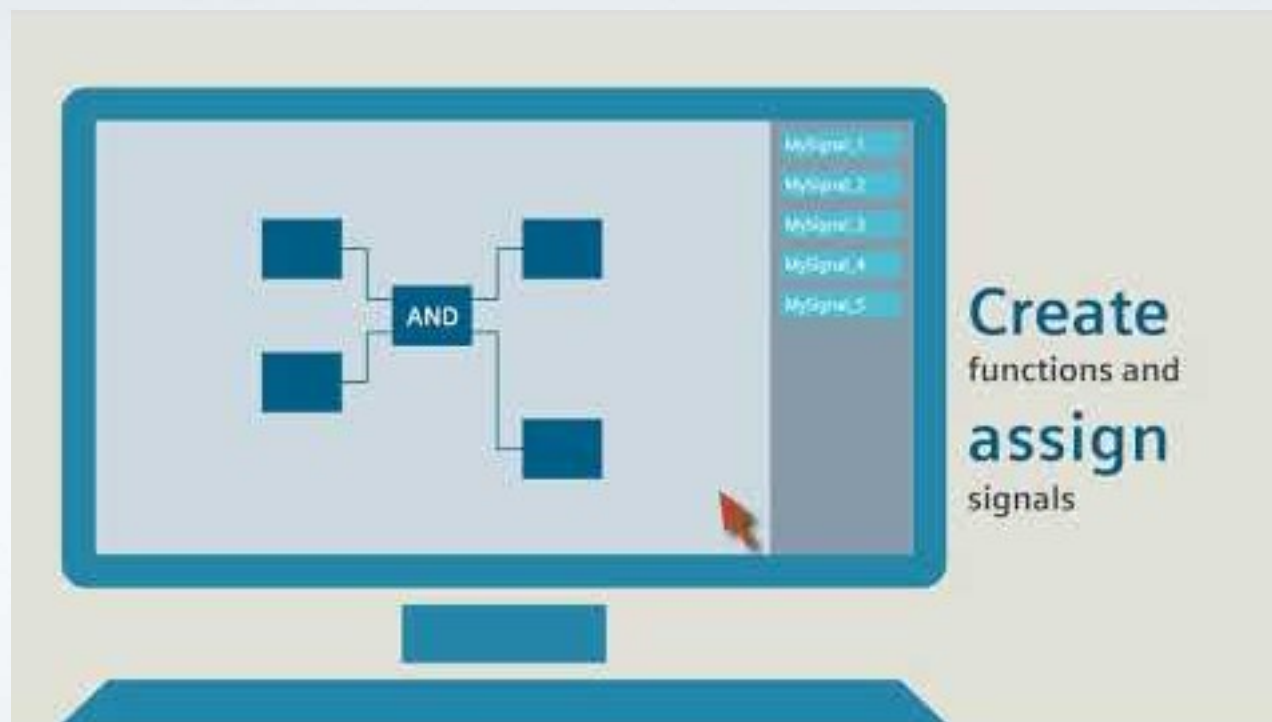 MySignal_1
MySignal_2
MySignal_3
MySignal_4
MySignal_5
AND
Create
functions and
assign
signals